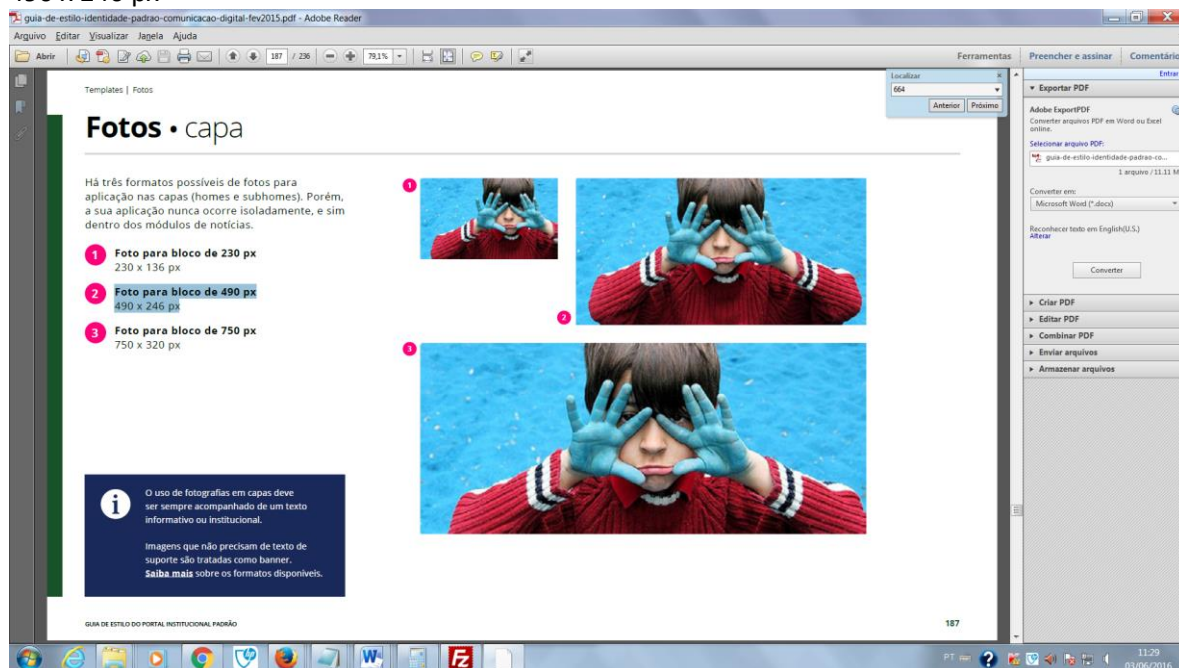 guia-de-estilo-identidade-padrao-comunicacao-digital-fev2015.pdf - Adobe Reader
Arquivo Editar Visualizar Janela Ajuda
Abrir 187 / 236 79,1% Ferramentas Preencher e assinar Comentário
Templates | Fotos
Fotos • capa
Há três formatos possíveis de fotos para
aplicação nas capas (homes e subhomes). Porém,
a sua aplicação nunca ocorre isoladamente, e sim
dentro dos módulos de notícias.
1 Foto para bloco de 230 px
230 x 136 px
2 Foto para bloco de 490 px
490 x 246 px
3 Foto para bloco de 750 px
750 x 320 px
1
2
3
i
O uso de fotografias em capas deve
ser sempre acompanhado de um texto
informativo ou institucional.
Imagens que não precisam de texto de
suporte são tratadas como banner.
Saiba mais sobre os formatos disponíveis.
GUIA DE ESTILO DO PORTAL INSTITUCIONAL PADRÃO
187
Localizar
664
Anterior Próximo
Entrar
Exportar PDF
Adobe ExportPDF
Converter arquivos PDF em Word ou Excel
online.
Selecionar arquivo PDF:
guia-de-estilo-identidade-padrao-co...
1 arquivo / 11.11 M
Converter em:
Microsoft Word (*.docx)
Reconhecer texto em English(U.S.)
Alterar
Converter
Criar PDF
Editar PDF
Combinar PDF
Enviar arquivos
Armazenar arquivos
PT
11:29
03/06/2016